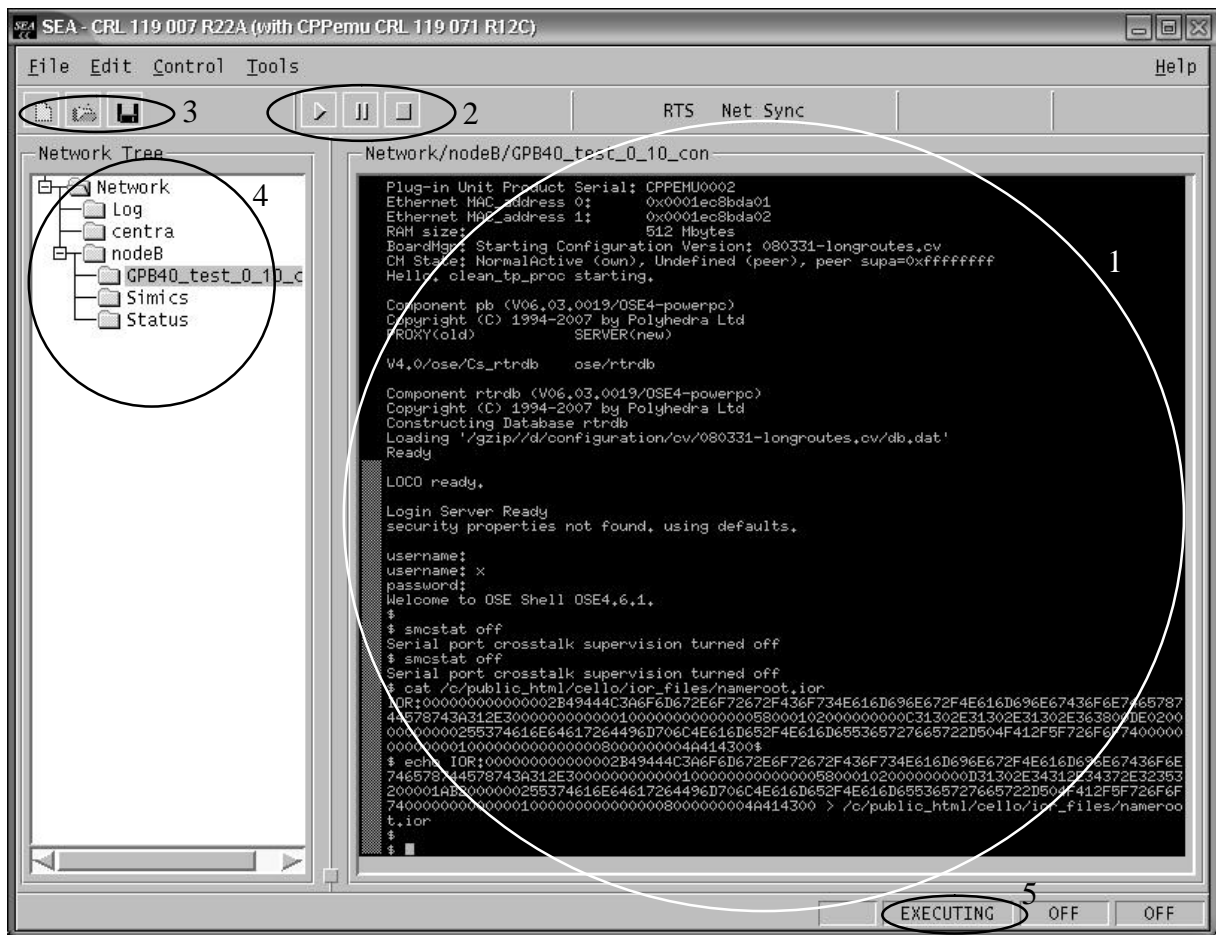 SEA - CRL 119 007 R22A (with CPPemu CRL 119 071 R12C)
File Edit Control Tools Help
3
2
RTS Net Sync
Network Tree
4
Network
Log
centra
nodeB
GPB40_test_0_10_c
Simics
Status
Network/nodeB/GPB40_test_0_10_con
1
Plug-in Unit Product Serial: CPPEMU0002
Ethernet MAC_address 0: 0x0001ec8bda01
Ethernet MAC_address 1: 0x0001ec8bda02
RAM size: 512 Mbytes
BoardMgr: Starting Configuration Version: 080331-longroutes.cv
CM State: NormalActive (own), Undefined (peer), peer supa=0xffffffff
Hello, clean_tp_proc starting.
Component pb (V06.03.0019/OSE4-powerpc)
Copyright (C) 1994-2007 by Polyhedra Ltd
PROXY(old) SERVER(new)
V4.0/ose/Cs_rtrdb ose/rtrdb
Component rtrdb (V06.03.0019/OSE4-powerpc)
Copyright (C) 1994-2007 by Polyhedra Ltd
Constructing Database rtrdb
Loading '/gzip//d/configuration/cv/080331-longroutes.cv/db.dat'
Ready
LOCO ready.
Login Server Ready
security properties not found, using defaults.
username:
username: x
password:
Welcome to OSE Shell OSE4.6.1.
$
$ smcstat off
Serial port crosstalk supervision turned off
$ smcstat off
Serial port crosstalk supervision turned off
$ cat /c/public_html/cello/ior_files/nameroot.ior
$ echo
> /c/public_html/cello/ior_files/nameroo
t.ior
$
$
5
EXECUTING OFF OFF